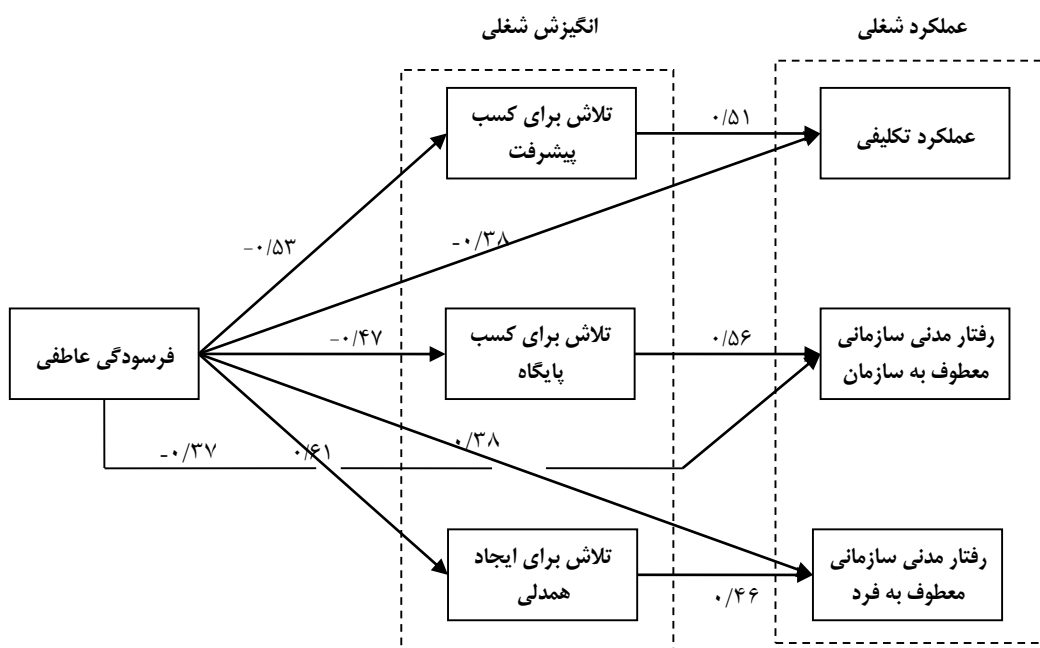 عملکرد شغلی
انگیزش شغلی
عملکرد تکلیفی
۰/۵۱
تلاش برای کسب
پیشرفت
-۰/۳۸
-۰/۵۳
رفتار مدنی سازمانی
معطوف به سازمان
۰/۵۶
تلاش برای کسب
پایگاه
-۰/۴۷
فرسودگی عاطفی
۰/۳۸
۰/۶۱
-۰/۳۷
رفتار مدنی سازمانی
معطوف به فرد
۰/۴۶
تلاش برای ایجاد
همدلی